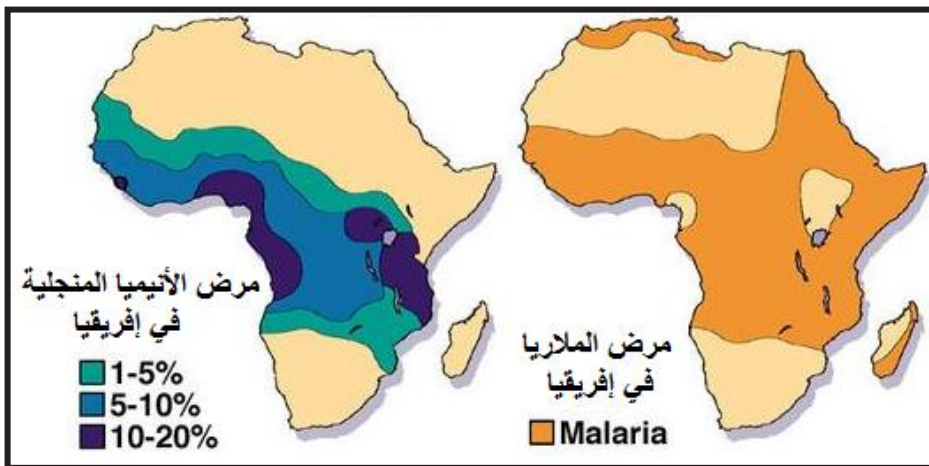 مرض الأنيميا المنجلية
في إفريقيا
1-5%
5-10%
10-20%
مرض الملاريا
في إفريقيا
Malaria